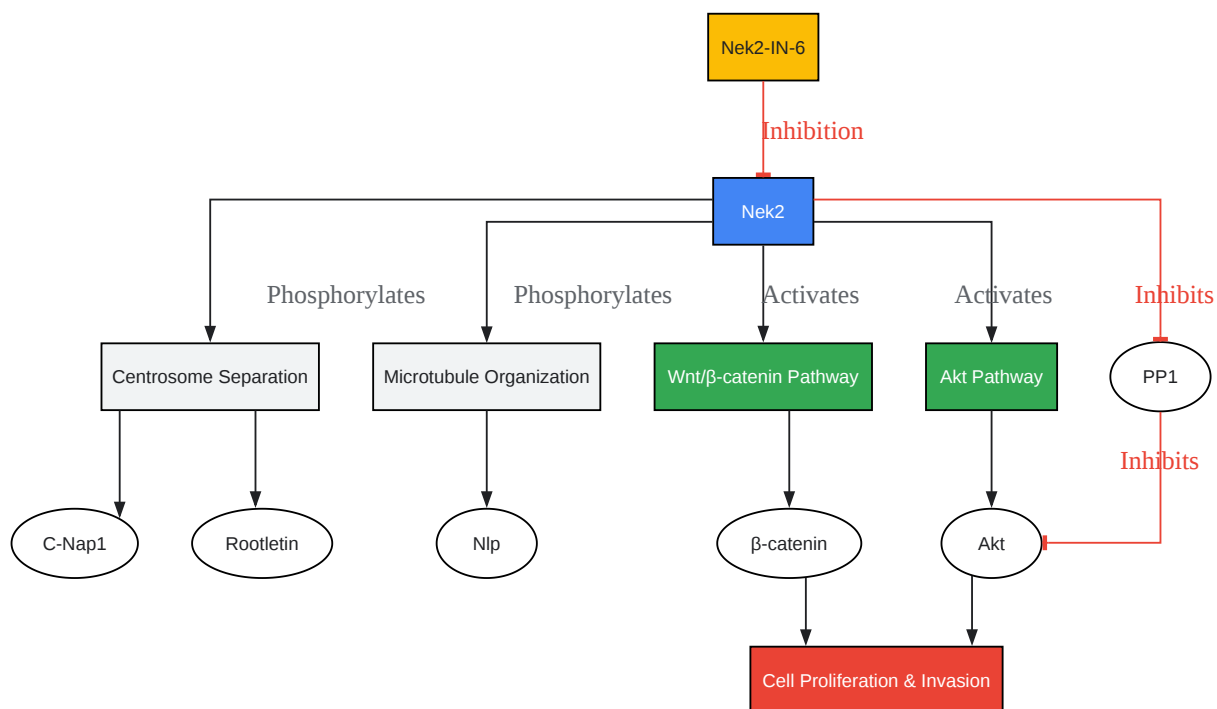 Nek2-IN-6
Inhibition
Nek2
Phosphorylates
Phosphorylates
Activates
Activates
Inhibits
Centrosome Separation
Microtubule Organization
Wnt/β-catenin Pathway
Akt Pathway
PP1
Inhibits
C-Nap1
Rootletin
Nlp
β-catenin
Akt
Cell Proliferation & Invasion